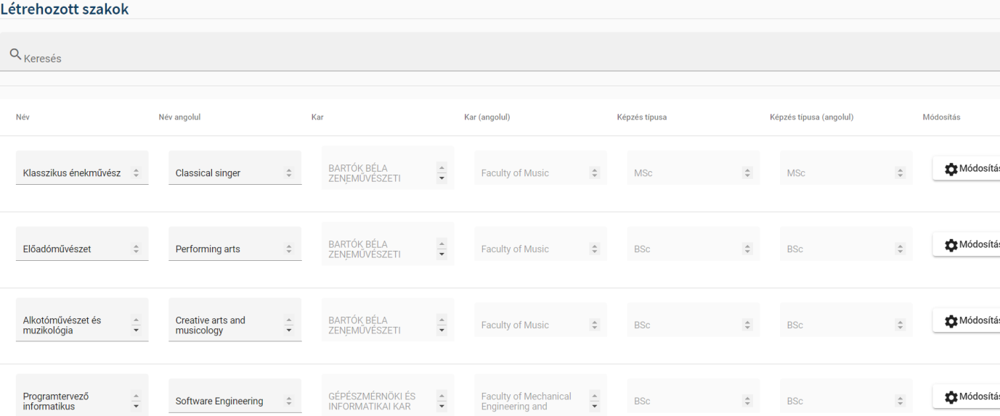 Létrehozott szakok
Keresés
Név Név angolul Kar Kar (angolul) Képzés típusa Képzés típusa (angolul) Módosítás
Klasszikus énekművész Classical singer BARTÓK BÉLA Faculty of Music MSc MSc Módosítás
ZENEMŰVÉSZETI
Előadóművészet Performing arts BARTÓK BÉLA Faculty of Music BSc BSc Módosítás
ZENEMŰVÉSZETI
Alkotóművészet és Creative arts and BARTÓK BÉLA Faculty of Music BSc BSc Módosítás
muzikológia musicology ZENEMŰVÉSZETI
Programtervező Software Engineering GÉPÉSZMÉRNÖKI ÉS Faculty of Mechanical BSc BSc Módosítás
informatikus INFORMATIKAI KAR Engineering and